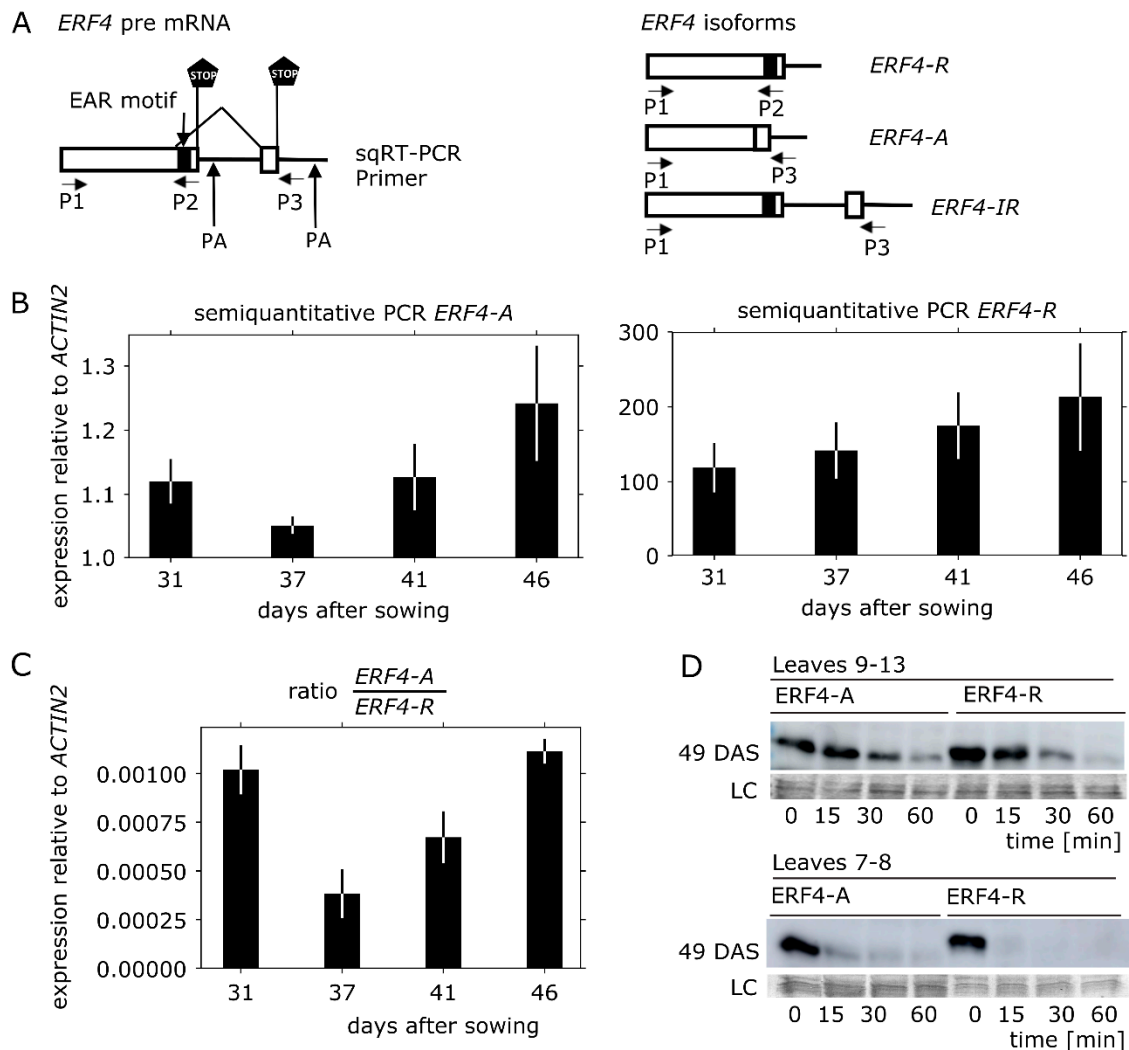 A
ERF4 pre mRNA
STOP
STOP
EAR motif
sqRT-PCR
Primer
P1
P2
P3
PA
PA
ERF4 isoforms
ERF4-R
P1
P2
ERF4-A
P1
P3
ERF4-IR
P1
P3
B
semiquantitative PCR ERF4-A
expression relative to ACTIN2
1.3
1.2
1.1
1.0
31 37 41 46
days after sowing
semiquantitative PCR ERF4-R
300
200
100
0
31 37 41 46
days after sowing
C
ratio ERF4-A
ERF4-R
expression relative to ACTIN2
0.00100
0.00075
0.00050
0.00025
0.00000
31 37 41 46
days after sowing
D
Leaves 9-13
ERF4-A ERF4-R
49 DAS
LC
0 15 30 60 0 15 30 60
time [min]
Leaves 7-8
ERF4-A ERF4-R
49 DAS
LC
0 15 30 60 0 15 30 60
time [min]